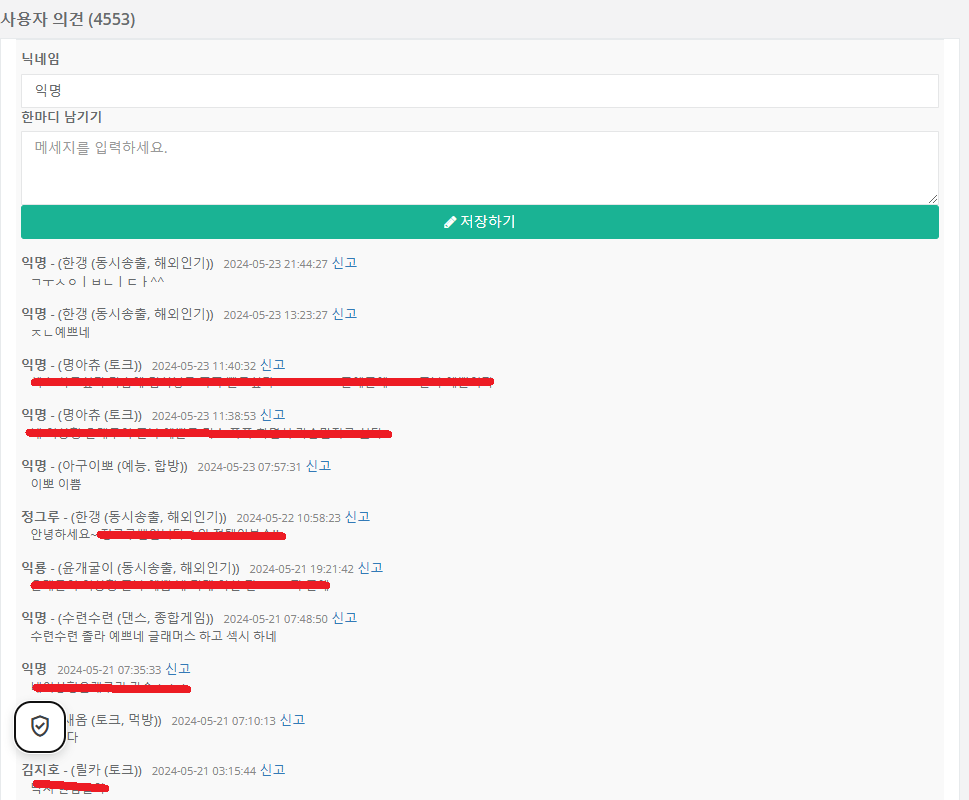 사용자 의견 (4553)
닉네임
익명
한마디 남기기
메세지를 입력하세요.
저장하기
익명 - (한갱 (동시송출, 해외인기)) 2024-05-23 21:44:27 신고
ㄱㅜㅅㅇㅣㅂㄴㅣㄷㅏ^^
익명 - (한갱 (동시송출, 해외인기)) 2024-05-23 13:23:27 신고
ㅈㄴ예쁘네
익명 - (명아츄 (토크)) 2024-05-23 11:40:32 신고
익명 - (명아츄 (토크)) 2024-05-23 11:38:53 신고
익명 - (아구이뽀 (예능. 합방)) 2024-05-23 07:57:31 신고
이뽀 이쁨
정그루 - (한갱 (동시송출, 해외인기)) 2024-05-22 10:58:23 신고
안녕하세요~
익룡 - (윤개굴이 (동시송출, 해외인기)) 2024-05-21 19:21:42 신고
익명 - (수련수련 (댄스, 종합게임)) 2024-05-21 07:48:50 신고
수련수련 졸라 예쁘네 글래머스 하고 섹시 하네
익명 2024-05-21 07:35:33 신고
새옴 (토크, 먹방)) 2024-05-21 07:10:13 신고
다
김지호 - (릴카 (토크)) 2024-05-21 03:15:44 신고